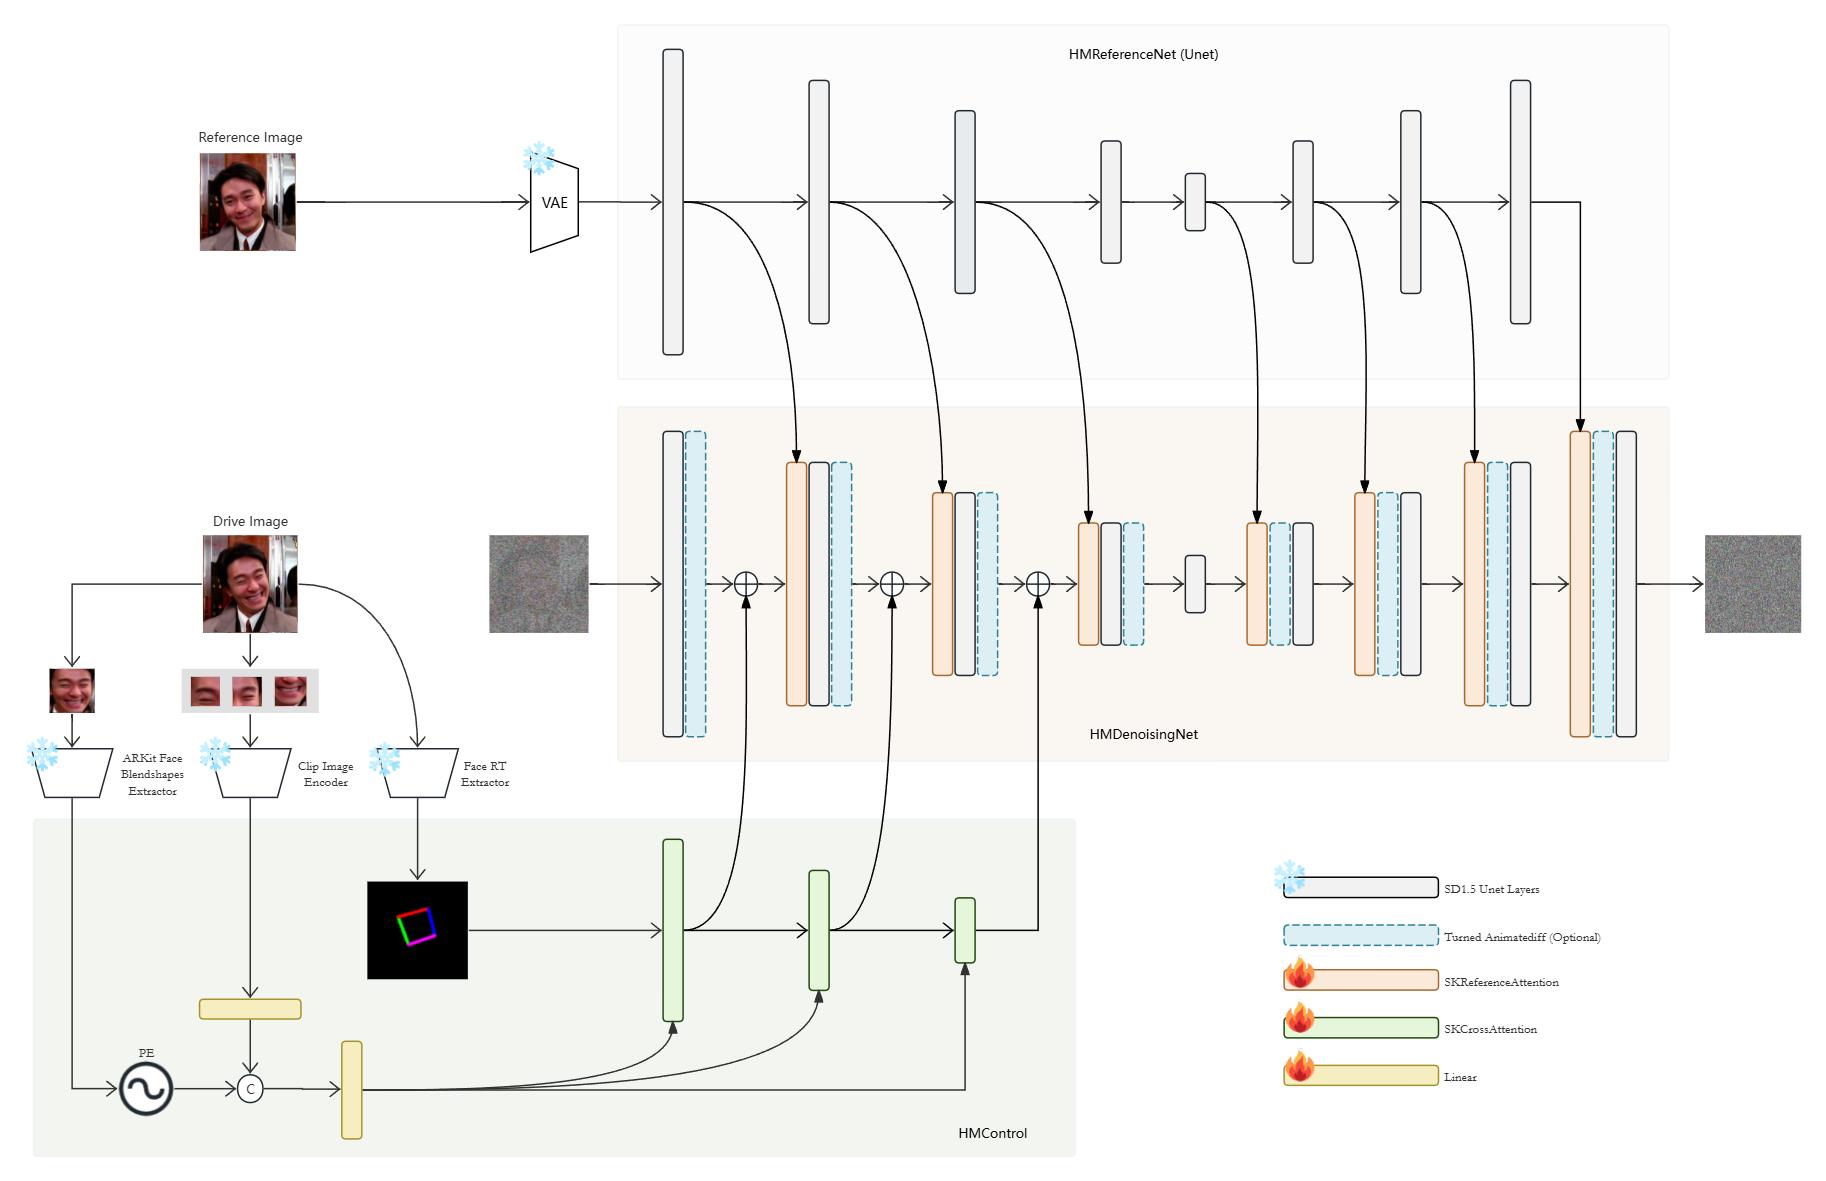 HMReferenceNet (Unet)
Reference Image
VAE
Drive Image
HMDenoisingNet
ARKit Face
Blendshapes
Extractor
Clip Image
Encoder
Face RT
Extractor
SD1.5 Unet Layers
Turned Animatediff (Optional)
SKReferenceAttention
SKCrossAttention
Linear
PE
C
HMControl